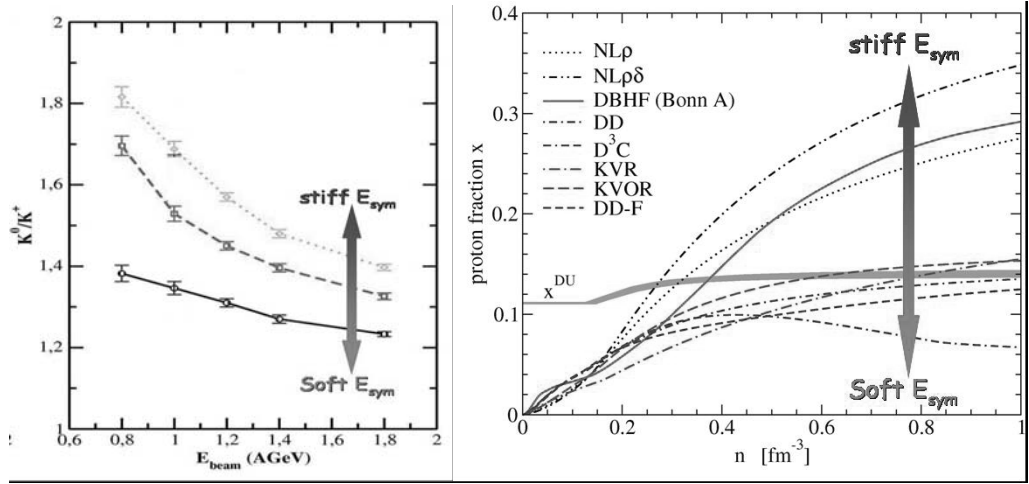 2
1,8
1,6
1,4
1,2
1
K⁰/K⁺
0,6
0,8
1
1,2
1,4
1,6
1,8
2
E_beam (AGeV)
stiff E_sym
Soft E_sym
NLρ
NLρδ
DBHF (Bonn A)
DD
D³C
KVR
KVOR
DD-F
stiff E_sym
x^DU
Soft E_sym
proton fraction x
0.4
0.3
0.2
0.1
0
0
0.2
0.4
0.6
0.8
1
n [fm⁻³]